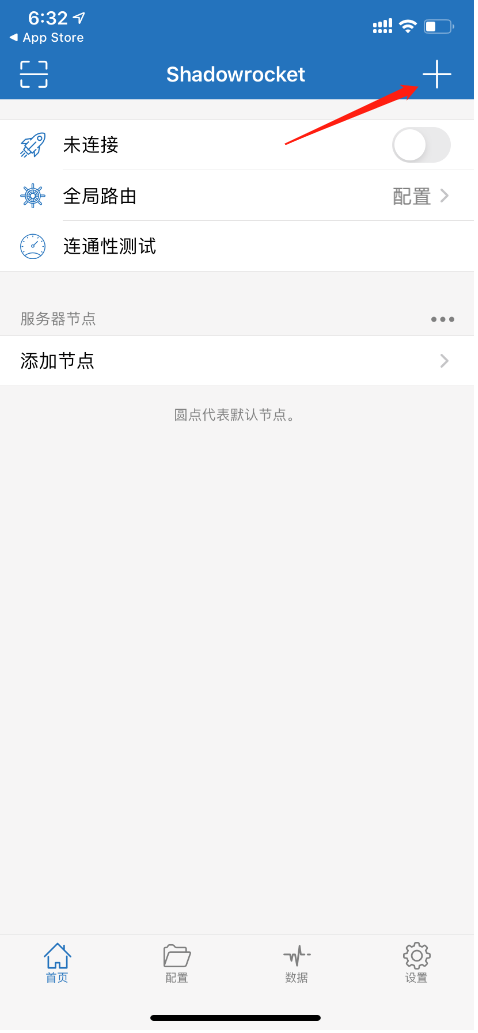 6:32
◀ App Store
Shadowrocket
未连接
全局路由 配置
连通性测试
服务器节点
添加节点
圆点代表默认节点。
首页 配置 数据 设置